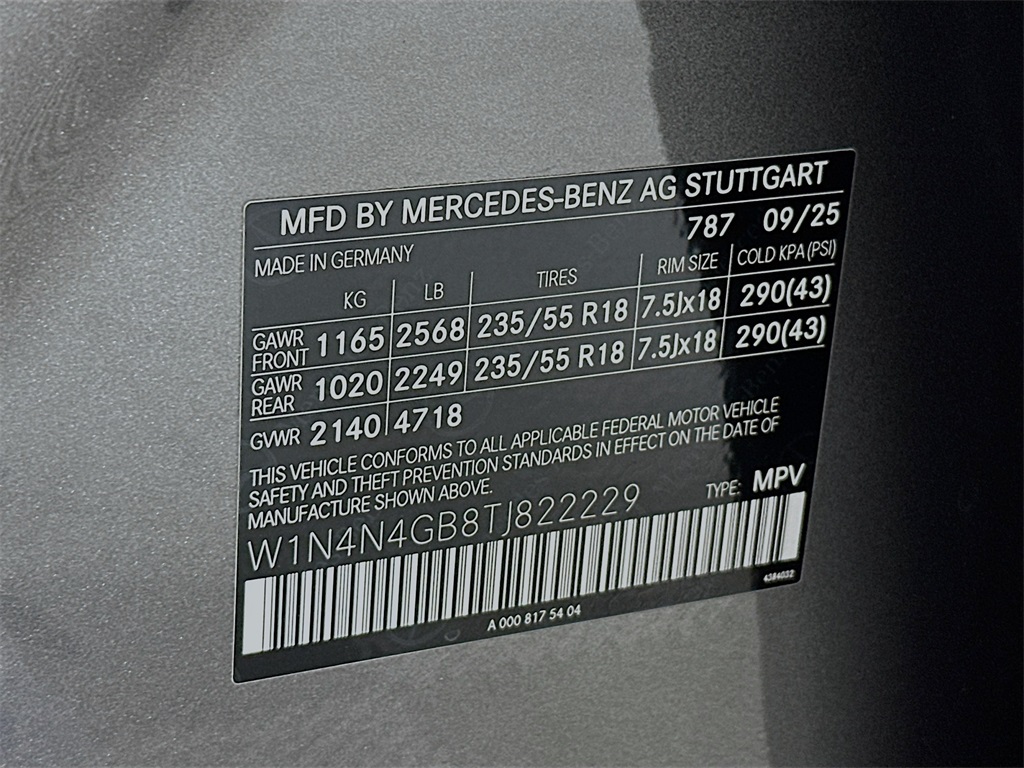 MFD BY MERCEDES-BENZ AG STUTTGART
787 09/25
MADE IN GERMANY
KG LB TIRES RIM SIZE COLD KPA (PSI)
GAWR FRONT 1165 2568 235/55 R18 7.5Jx18 290(43)
GAWR REAR 1020 2249 235/55 R18 7.5Jx18 290(43)
GVWR 2140 4718
THIS VEHICLE CONFORMS TO ALL APPLICABLE FEDERAL MOTOR VEHICLE
SAFETY AND THEFT PREVENTION STANDARDS IN EFFECT ON THE DATE OF
MANUFACTURE SHOWN ABOVE.
TYPE: MPV
W1N4N4GB8TJ822229
4384032
A 000 817 54 04